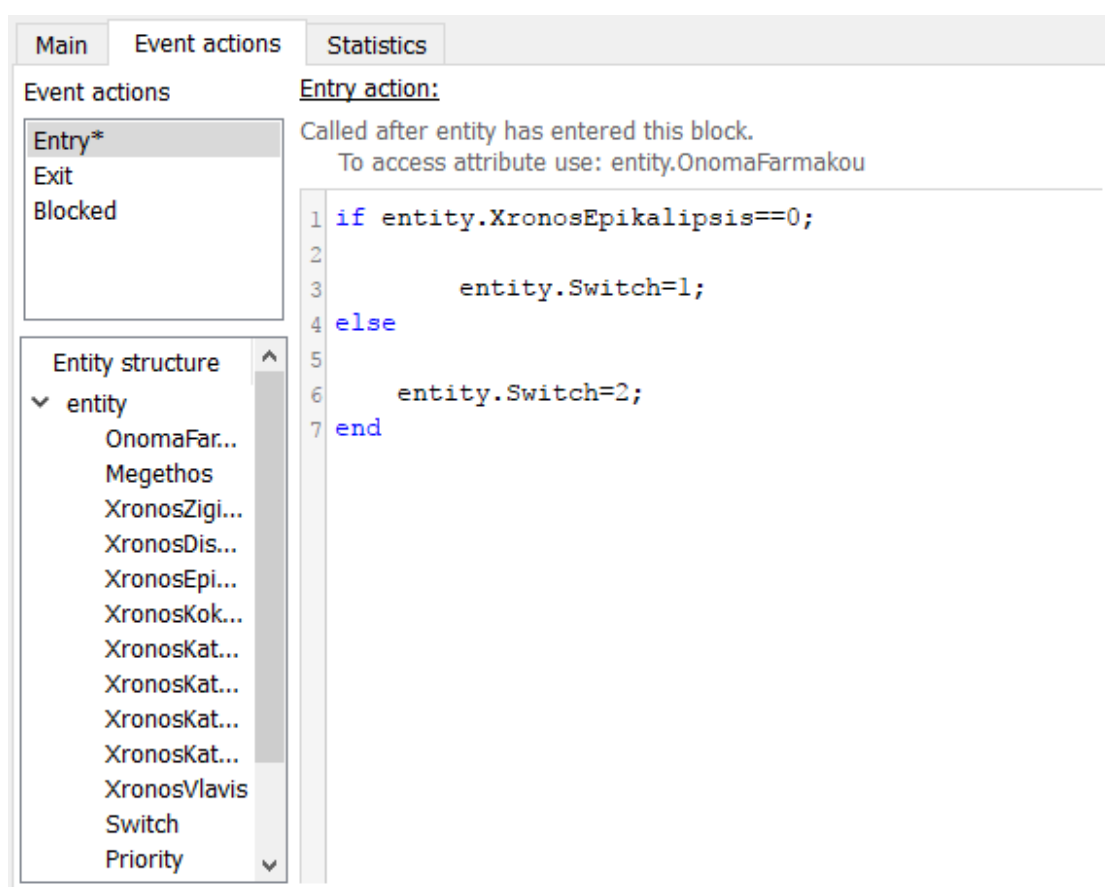 Main Event actions Statistics
Event actions
Entry*
Exit
Blocked
Entity structure
entity
OnomaFar...
Megethos
XronosZigi...
XronosDis...
XronosEpi...
XronosKok...
XronosKat...
XronosKat...
XronosKat...
XronosKat...
XronosVlavis
Switch
Priority
Entry action:
Called after entity has entered this block.
To access attribute use: entity.OnomaFarmakou
1 if entity.XronosEpikalipsis==0;
2
3 entity.Switch=1;
4 else
5
6 entity.Switch=2;
7 end